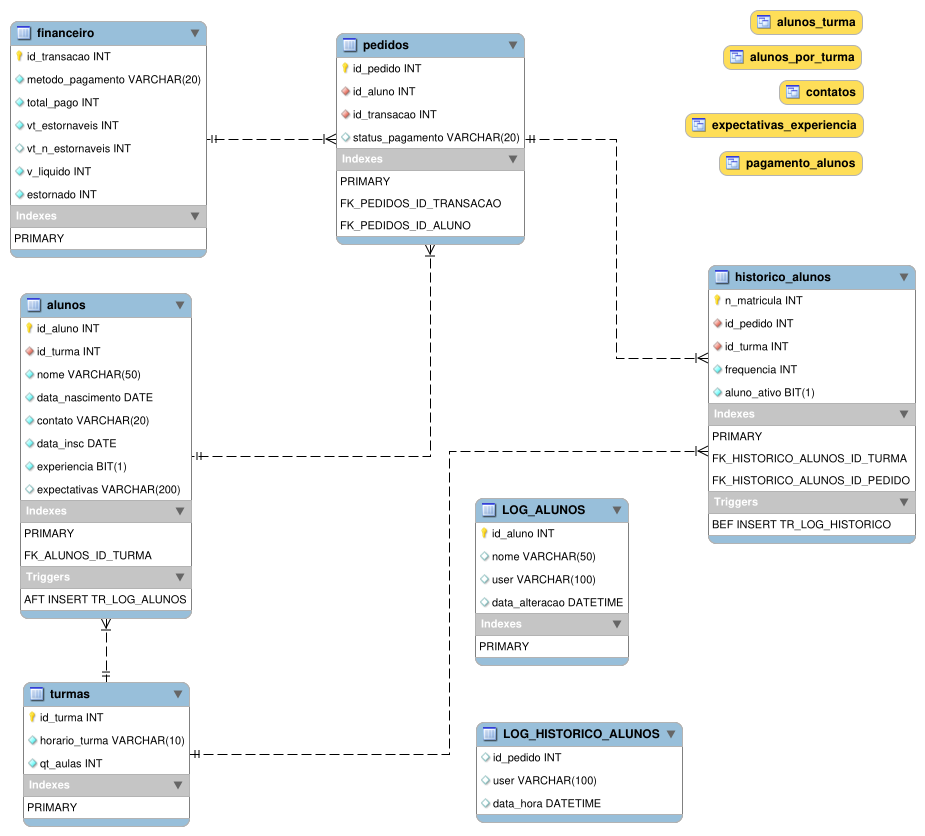 financeiro
id_transacao INT
metodo_pagamento VARCHAR(20)
total_pago INT
vt_estornaveis INT
vt_n_estornaveis INT
v_liquido INT
estornado INT
Indexes
PRIMARY
pedidos
id_pedido INT
id_aluno INT
id_transacao INT
status_pagamento VARCHAR(20)
Indexes
PRIMARY
FK_PEDIDOS_ID_TRANSACAO
FK_PEDIDOS_ID_ALUNO
alunos_turma
alunos_por_turma
contatos
expectativas_experiencia
pagamento_alunos
historico_alunos
n_matricula INT
id_pedido INT
id_turma INT
frequencia INT
aluno_ativo BIT(1)
Indexes
PRIMARY
FK_HISTORICO_ALUNOS_ID_TURMA
FK_HISTORICO_ALUNOS_ID_PEDIDO
Triggers
BEF INSERT TR_LOG_HISTORICO
alunos
id_aluno INT
id_turma INT
nome VARCHAR(50)
data_nascimento DATE
contato VARCHAR(20)
data_insc DATE
experiencia BIT(1)
expectativas VARCHAR(200)
Indexes
PRIMARY
FK_ALUNOS_ID_TURMA
Triggers
AFT INSERT TR_LOG_ALUNOS
LOG_ALUNOS
id_aluno INT
nome VARCHAR(50)
user VARCHAR(100)
data_alteracao DATETIME
Indexes
PRIMARY
turmas
id_turma INT
horario_turma VARCHAR(10)
qt_aulas INT
Indexes
PRIMARY
LOG_HISTORICO_ALUNOS
id_pedido INT
user VARCHAR(100)
data_hora DATETIME